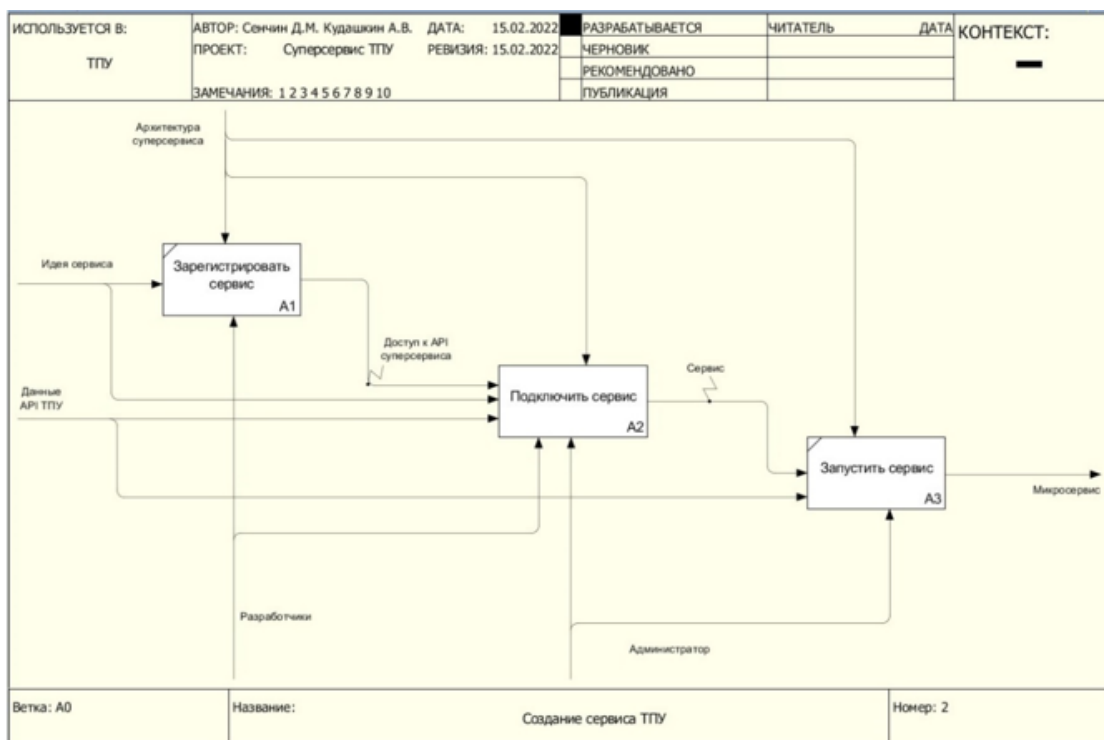 ИСПОЛЬЗУЕТСЯ В:
ТПУ
АВТОР: Сенчин Д.М. Кудашкин А.В.
ДАТА: 15.02.2022
ПРОЕКТ: Суперсервис ТПУ
РЕВИЗИЯ: 15.02.2022
ЗАМЕЧАНИЯ: 1 2 3 4 5 6 7 8 9 10
РАЗРАБАТЫВАЕТСЯ
ЧЕРНОВИК
РЕКОМЕНДОВАНО
ПУБЛИКАЦИЯ
ЧИТАТЕЛЬ
ДАТА
КОНТЕКСТ:
Архитектура
суперсервиса
Идея сервиса
Зарегистрировать
сервис
A1
Доступ к API
суперсервиса
Данные
API ТПУ
Подключить сервис
A2
Сервис
Запустить сервис
A3
Микросервис
Разработчики
Администратор
Ветка: A0
Название:
Создание сервиса ТПУ
Номер: 2